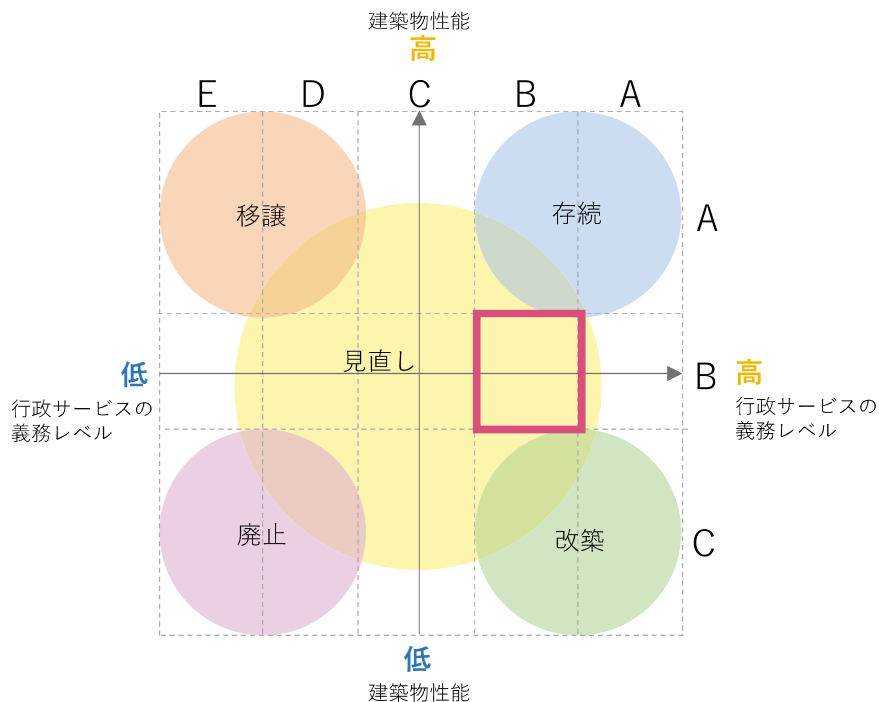 建築物性能
高
E D C B A
移譲
存続
A
見直し
低
B
高
行政サービスの
義務レベル
行政サービスの
義務レベル
廃止
改築
C
低
建築物性能